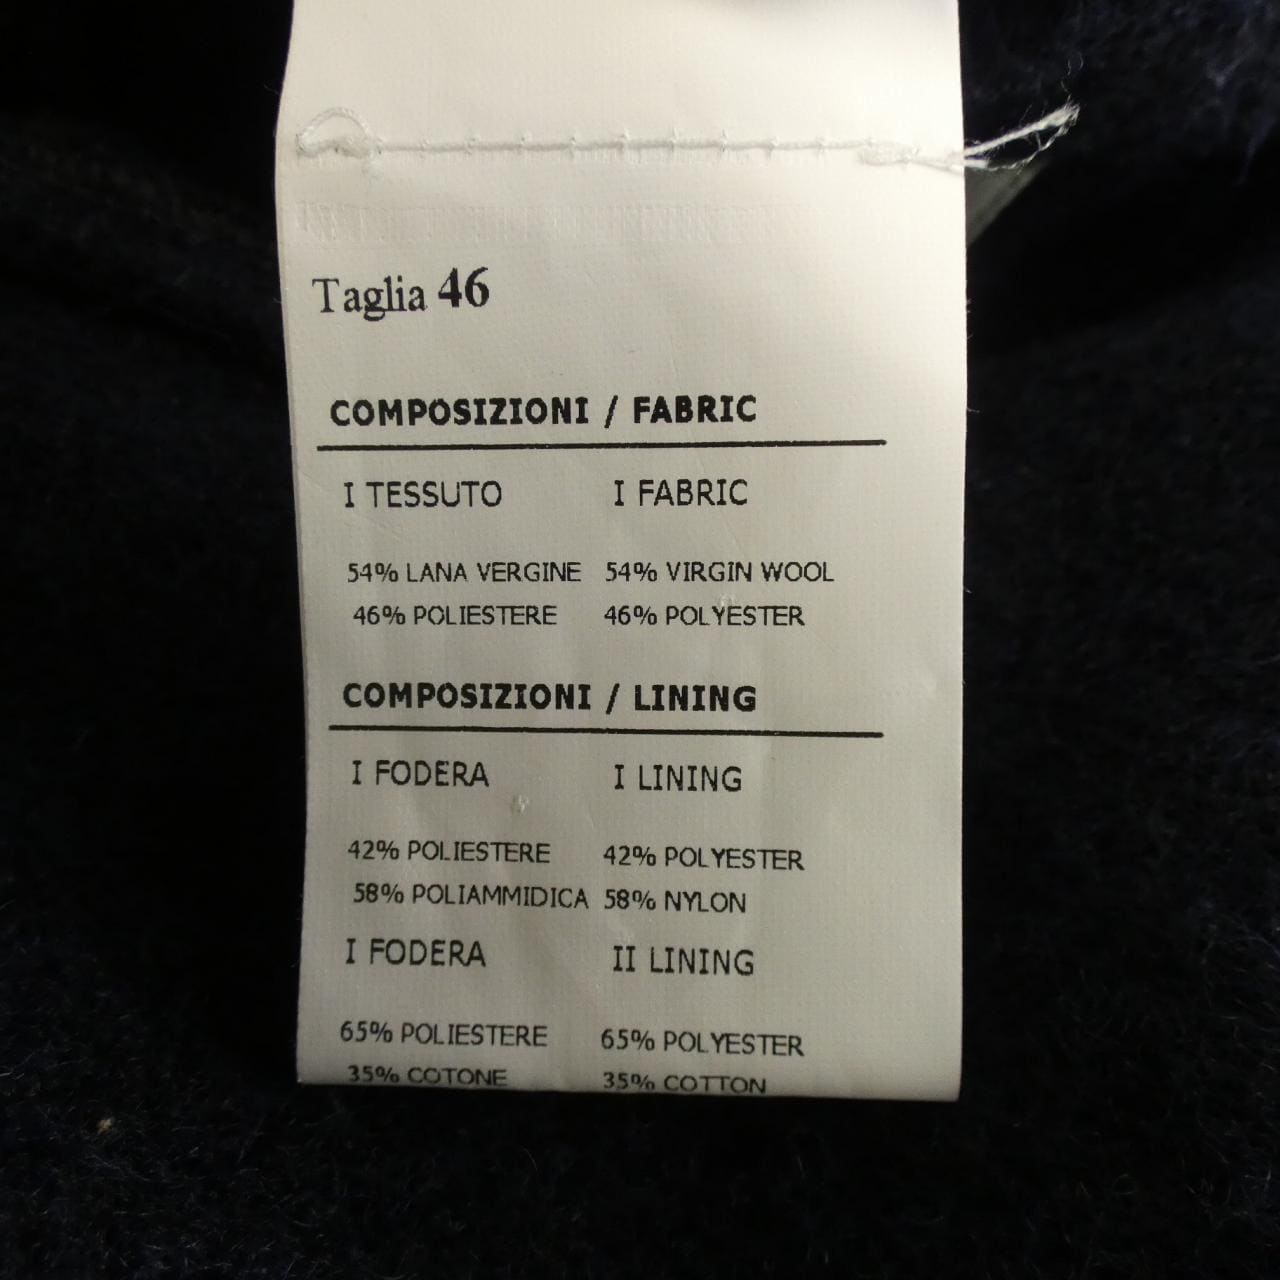 Taglia 46
COMPOSIZIONI / FABRIC
I TESSUTO I FABRIC
54% LANA VERGINE 54% VIRGIN WOOL
46% POLIESTERE 46% POLYESTER
COMPOSIZIONI / LINING
I FODERA I LINING
42% POLIESTERE 42% POLYESTER
58% POLIAMMIDICA 58% NYLON
I FODERA II LINING
65% POLIESTERE 65% POLYESTER
35% COTONE 35% COTTON